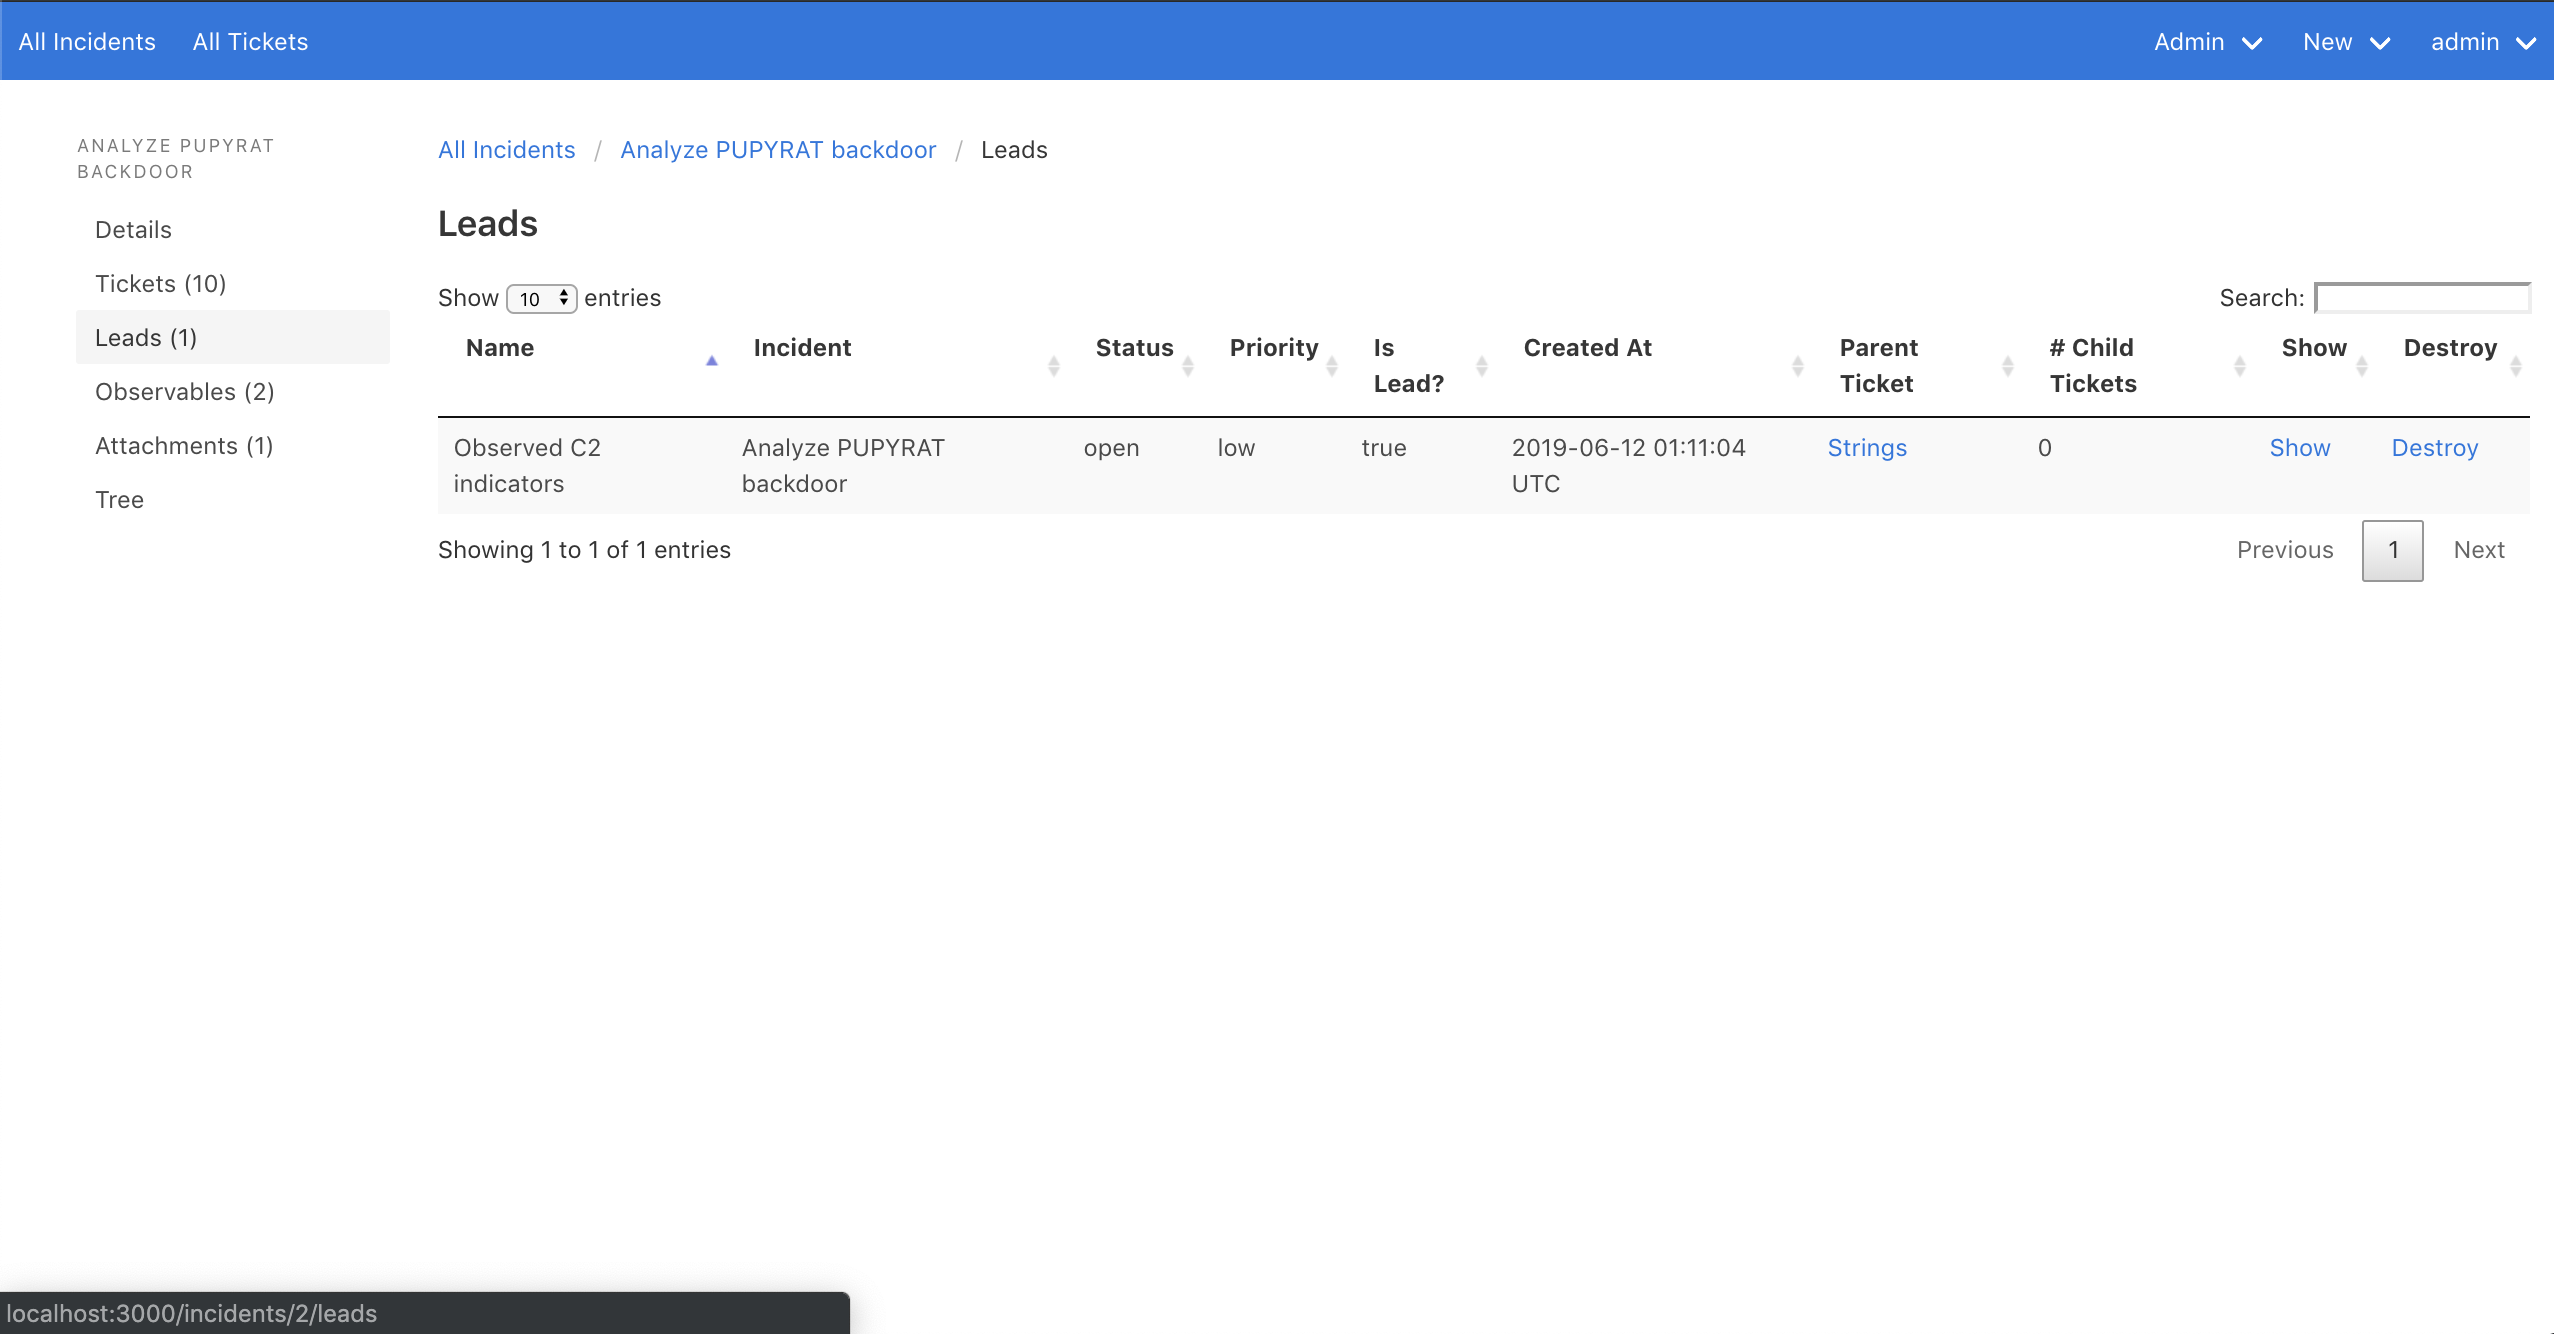 All Incidents All Tickets Admin New admin
ANALYZE PUPYRAT
BACKDOOR
Details
Tickets (10)
Leads (1)
Observables (2)
Attachments (1)
Tree
All Incidents / Analyze PUPYRAT backdoor / Leads
Leads
Show 10 entries Search:
Name Incident Status Priority Is Created At Parent # Child Show Destroy
Lead? Ticket Tickets
Observed C2 Analyze PUPYRAT open low true 2019-06-12 01:11:04 Strings 0 Show Destroy
indicators backdoor UTC
Showing 1 to 1 of 1 entries Previous 1 Next
localhost:3000/incidents/2/leads